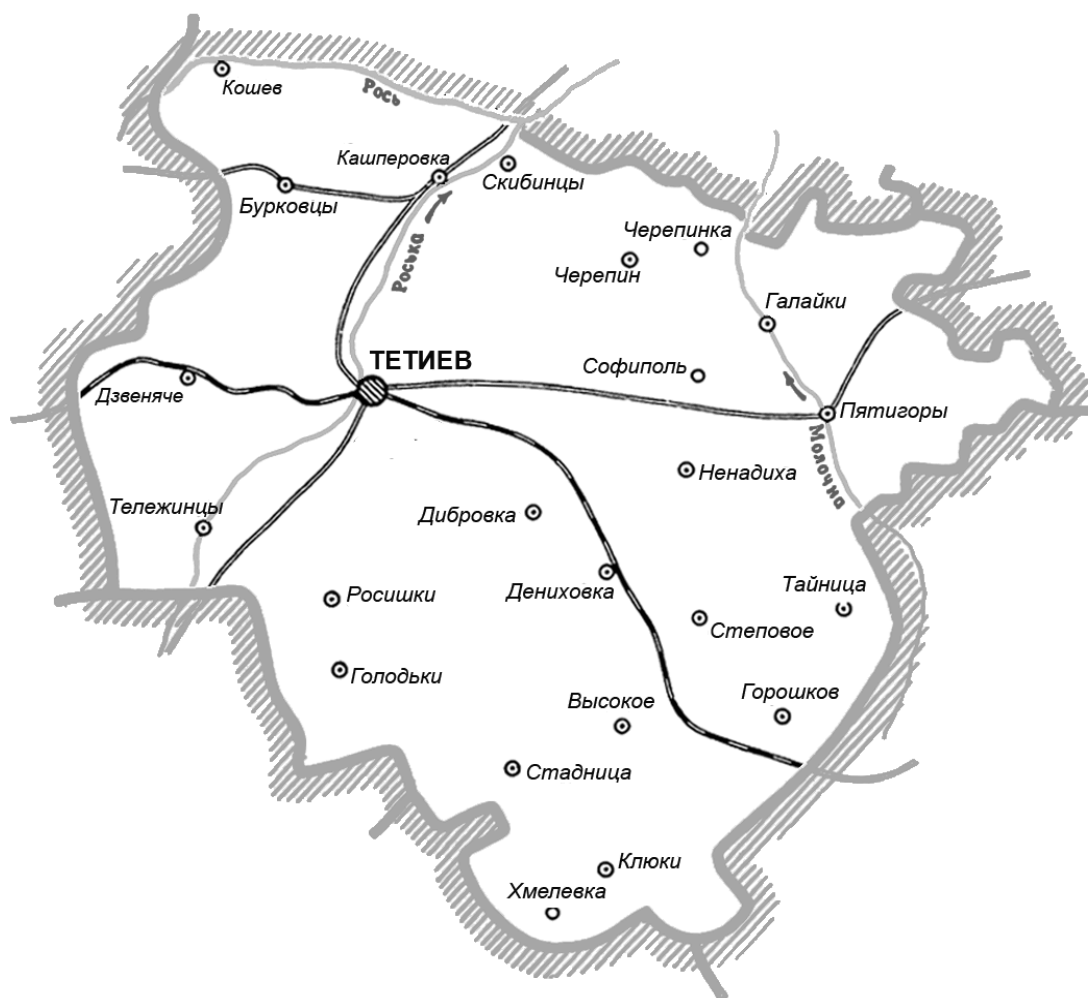 Кошев
Рось
Кашперовка
Скибинцы
Бурковцы
Роська
Черепинка
Черепин
Галайки
ТЕТИЕВ
Софиполь
Дзвеняче
Пятигоры
Молочна
Ненадиха
Тележинцы
Дибровка
Росишки
Дениховка
Тайница
Степовое
Голодьки
Высокое
Горошков
Стадница
Клюки
Хмелевка